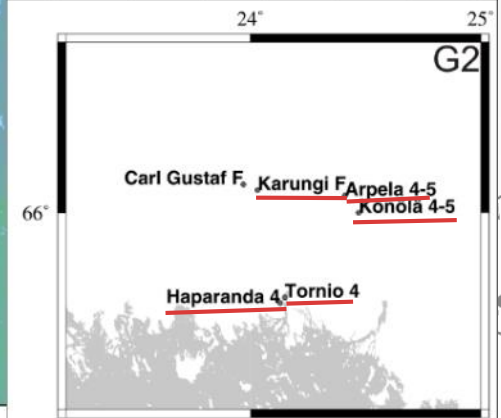 24° 25°
G2
Carl Gustaf F
Karungi F
Arpela 4-5
66°
Konola 4-5
Haparanda 4
Tornio 4